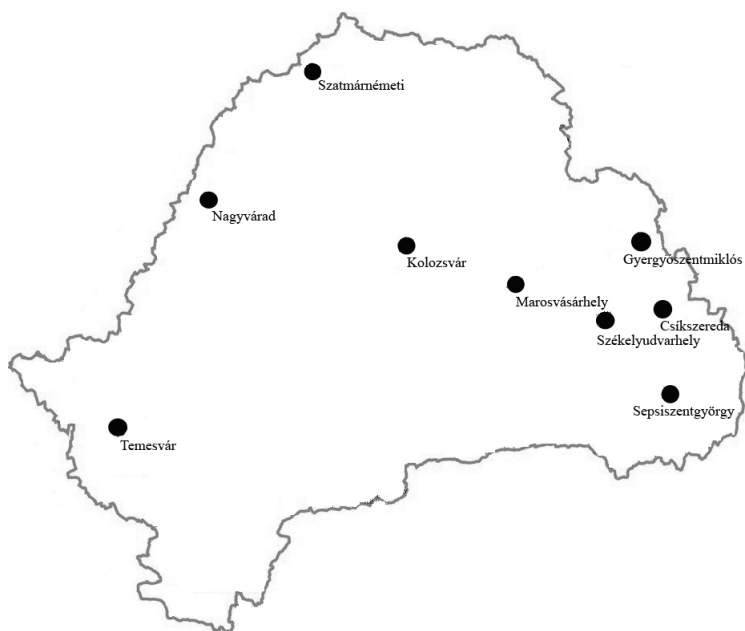 Szatmárnémeti
Nagyvárad
Kolozsvár
Gyergyószentmiklós
Marosvásárhely
Csíkszereda
Székelyudvarhely
Sepsiszentgyörgy
Temesvár